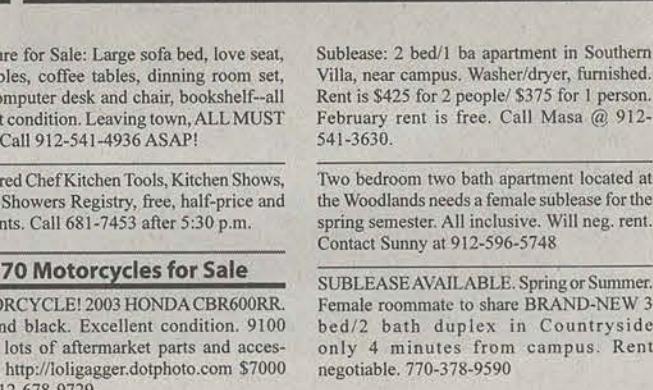 re for Sale: Large sofa bed, love seat,
bles, coffee tables, dinning room set,
mputer desk and chair, bookshelf--all
t condition. Leaving town, ALL MUST
Call 912-541-4936 ASAP!
red Chef Kitchen Tools, Kitchen Shows,
Showers Registry, free, half-price and
nts. Call 681-7453 after 5:30 p.m.
70 Motorcycles for Sale
ORCYCLE! 2003 HONDA CBR600RR.
nd black. Excellent condition. 9100
lots of aftermarket parts and acces-
http://loligagger.dotphoto.com $7000
12-678-9729
Sublease: 2 bed/1 ba apartment in Southern
Villa, near campus. Washer/dryer, furnished.
Rent is $425 for 2 people/ $375 for 1 person.
February rent is free. Call Masa @ 912-
541-3630.
Two bedroom two bath apartment located at
the Woodlands needs a female sublease for the
spring semester. All inclusive. Will neg. rent.
Contact Sunny at 912-596-5748
SUBLEASE AVAILABLE. Spring or Summer.
Female roommate to share BRAND-NEW 3
bed/2 bath duplex in Countryside
only 4 minutes from campus. Rent
negotiable. 770-378-9590